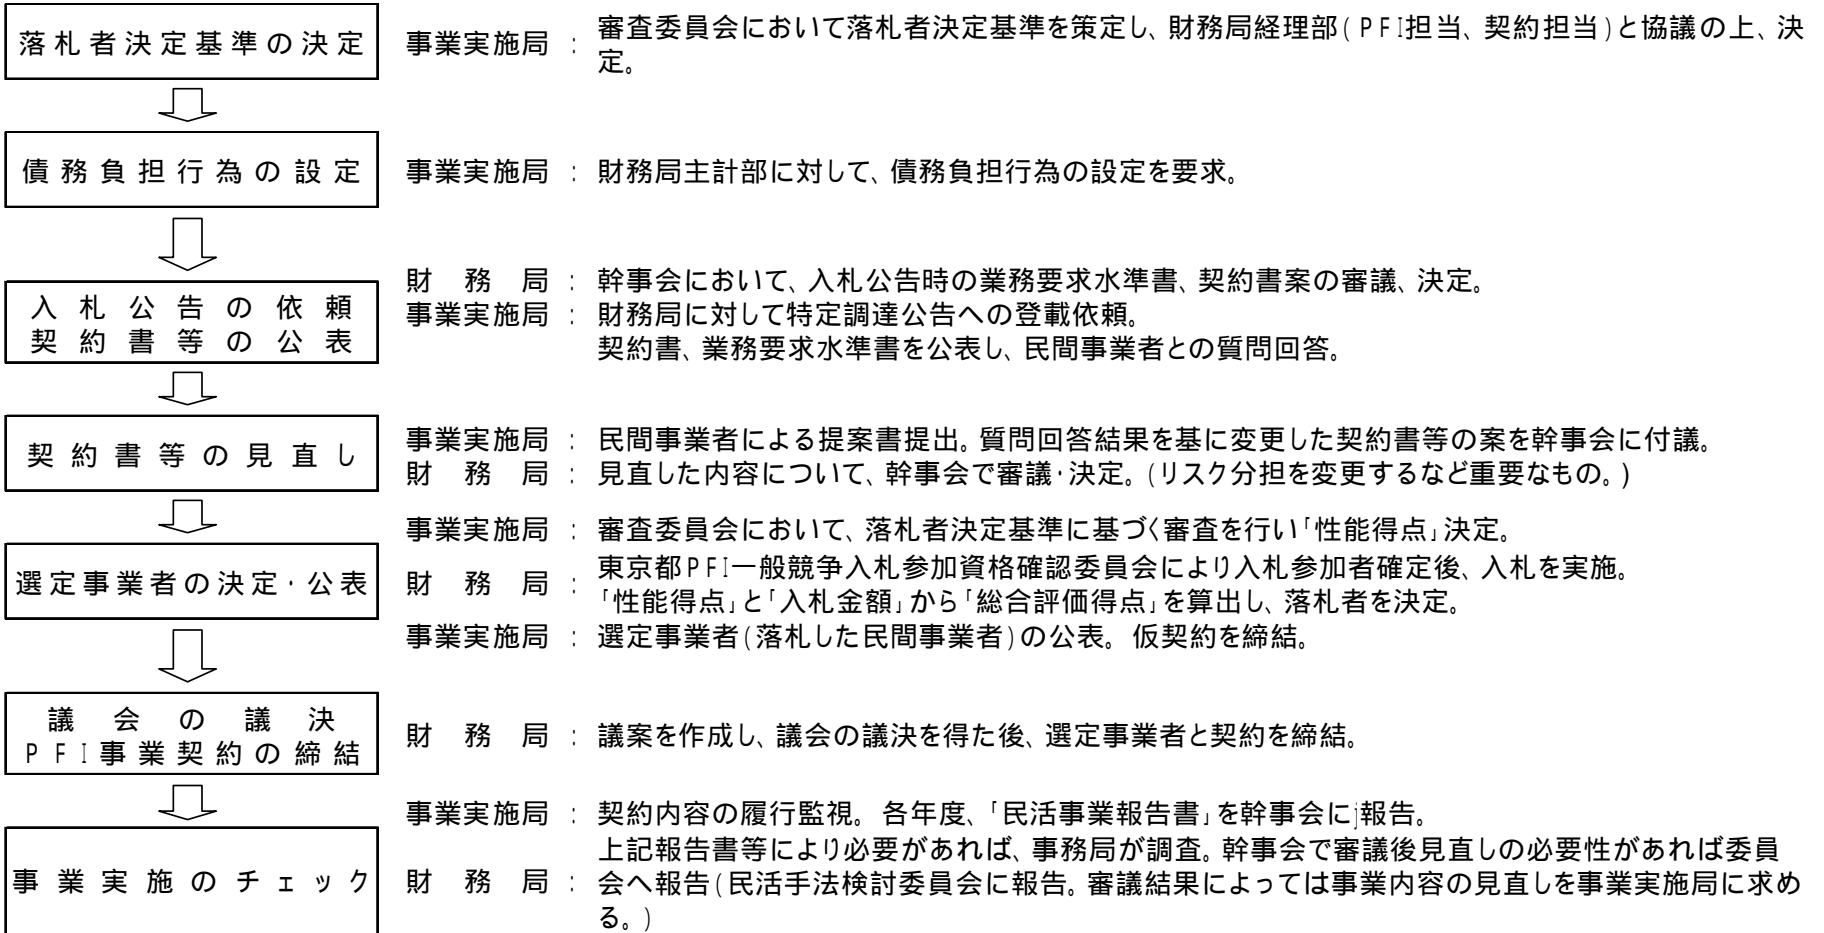 落札者決定基準の決定
事業実施局 : 審査委員会において落札者決定基準を策定し、財務局経理部(PFI担当、契約担当)と協議の上、決
定。
債務負担行為の設定
事業実施局 : 財務局主計部に対して、債務負担行為の設定を要求。
入札公告の依頼
契約書等の公表
財務局 : 幹事会において、入札公告時の業務要求水準書、契約書案の審議、決定。
事業実施局 : 財務局に対して特定調達公告への登載依頼。
契約書、業務要求水準書を公表し、民間事業者との質問回答。
契約書等の見直し
事業実施局 : 民間事業者による提案書提出。質問回答結果を基に変更した契約書等の案を幹事会に付議。
財務局 : 見直した内容について、幹事会で審議・決定。(リスク分担を変更するなど重要なもの。)
選定事業者の決定・公表
事業実施局 : 審査委員会において、落札者決定基準に基づく審査を行い「性能得点」決定。
財務局 : 東京都PFI一般競争入札参加資格確認委員会により入札参加者確定後、入札を実施。
「性能得点」と「入札金額」から「総合評価得点」を算出し、落札者を決定。
事業実施局 : 選定事業者(落札した民間事業者)の公表。仮契約を締結。
議会の議決
PFI事業契約の締結
財務局 : 議案を作成し、議会の議決を得た後、選定事業者と契約を締結。
事業実施のチェック
事業実施局 : 契約内容の履行監視。各年度、「民活事業報告書」を幹事会にj報告。
上記報告書等により必要があれば、事務局が調査。幹事会で審議後見直しの必要性があれば委員
財務局 : 会へ報告(民活手法検討委員会に報告。審議結果によっては事業内容の見直しを事業実施局に求め
る。)